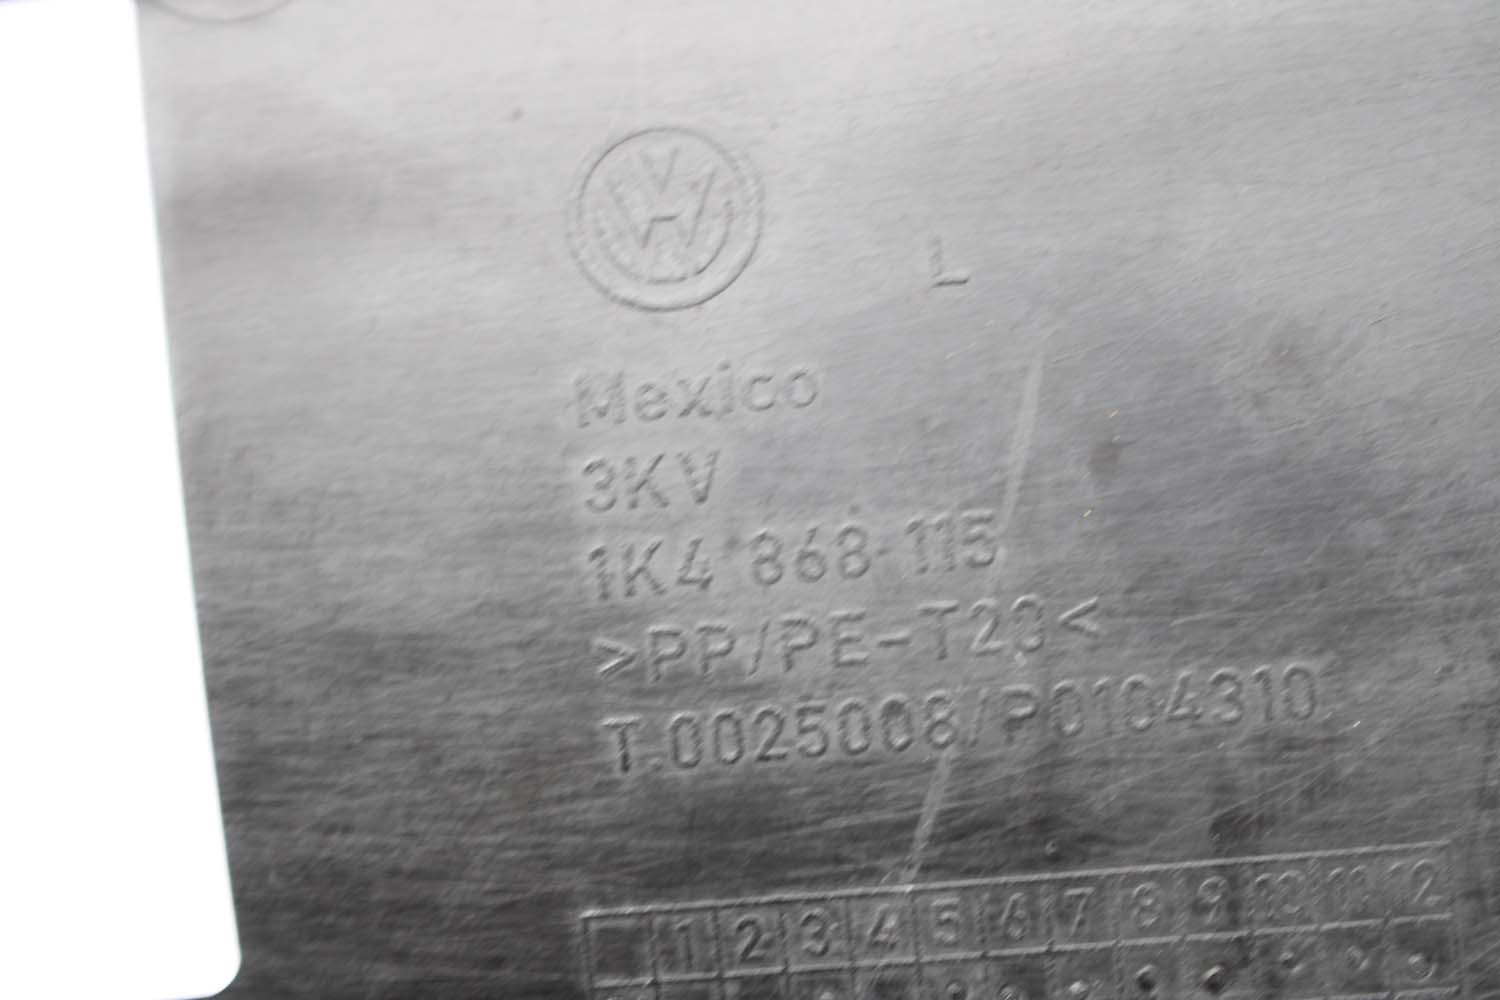 L
Mexico
3KV
1K4 868 115
>PP/PE-T20<
T.0025008/P0104310
1 2 3 4 5 6 7 8 9 10 11 12